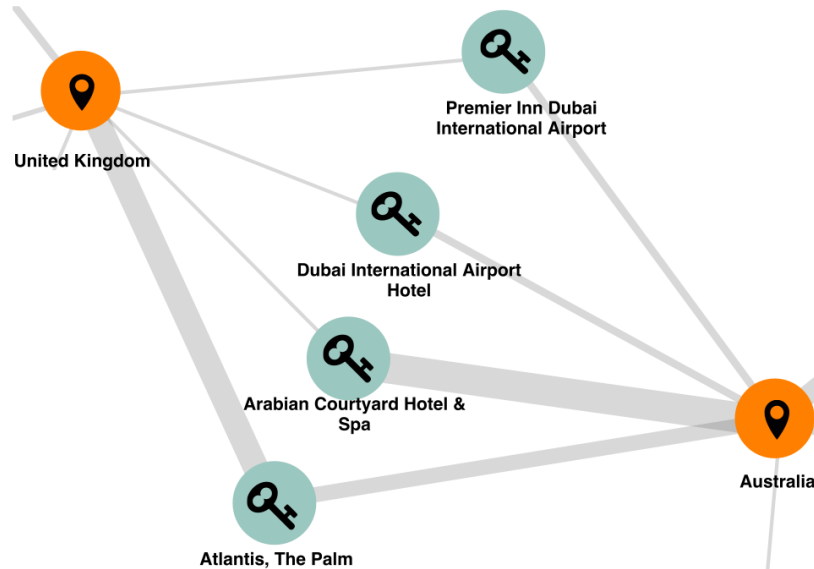 Premier Inn Dubai
International Airport
United Kingdom
Dubai International Airport
Hotel
Arabian Courtyard Hotel &
Spa
Australia
Atlantis, The Palm